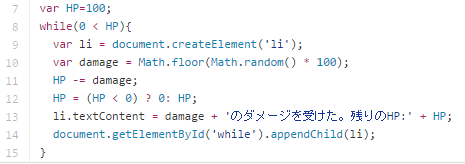 7 var HP=100;
8 while(0 < HP){
9 var li = document.createElement('li');
10 var damage = Math.floor(Math.random() * 100);
11 HP -= damage;
12 HP = (HP < 0) ? 0: HP;
13 li.textContent = damage + 'のダメージを受けた。残りのHP:' + HP;
14 document.getElementById('while').appendChild(li);
15 }